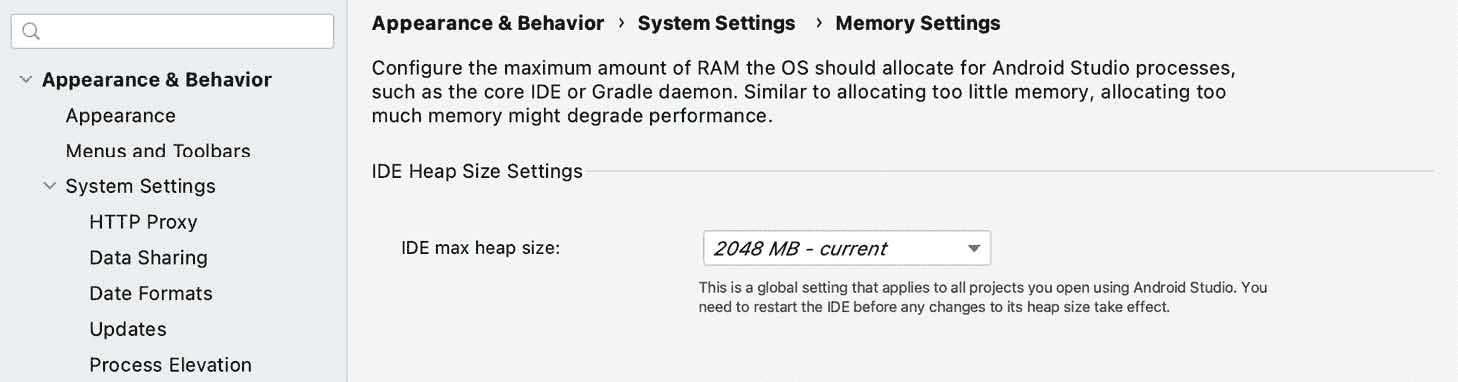 Appearance & Behavior
Appearance
Menus and Toolbars
System Settings
HTTP Proxy
Data Sharing
Date Formats
Updates
Process Elevation
Appearance & Behavior › System Settings › Memory Settings
Configure the maximum amount of RAM the OS should allocate for Android Studio processes,
such as the core IDE or Gradle daemon. Similar to allocating too little memory, allocating too
much memory might degrade performance.
IDE Heap Size Settings
IDE max heap size: 2048 MB - current
This is a global setting that applies to all projects you open using Android Studio. You
need to restart the IDE before any changes to its heap size take effect.